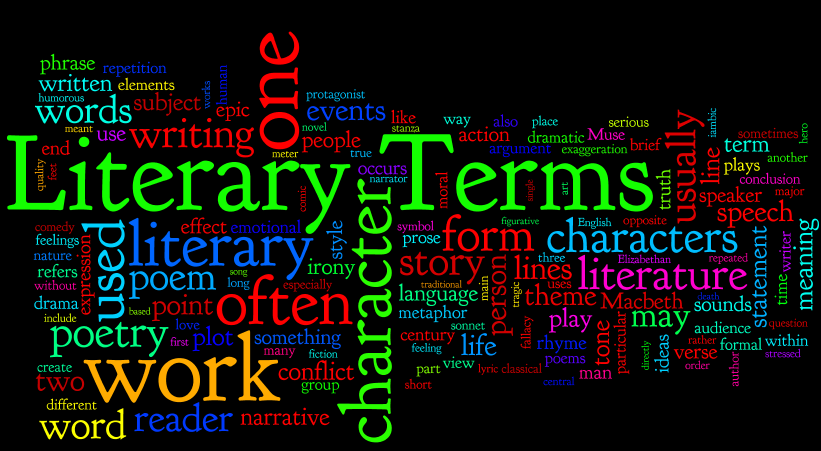 phrase
repetition
written
elements
humorous
words
meant
subject
works
human
epic
one
protagonist
events
like
way
also
place
serious
iambic
sometimes
hero
use
writing
novel
people
stanza
action
dramatic
Muse
brief
usually
line
term
another
end
meter
true
argument
exaggeration
plays
quality
feet
occurs
narrator
moral
single
art
truth
conclusion
major
Literary Terms
comic
speaker
speech
comedy
feelings
nature
refers
without
expression
used
effect
emotional
literary
style
character
symbol
figurative
English
opposite
prose
form
characters
statement
repeated
writer
time
meaning
poem
song
long
irony
story
person
three
Elizabethan
literature
drama
include
based
point
especially
often
traditional
language
main
tragic
lines
uses
theme
Macbeth
death
sounds
question
metaphor
sonnet
play
may
audience
formal
within
stressed
poetry
love
first
plot
something
many
fiction
century
feeling
life
fallacy
rhyme
poems
tone
particular
directly
ideas
rather
verse
order
author
create
two
work
conflict
group
part
view
short
lyric
classical
central
man
different
word
reader
narrative